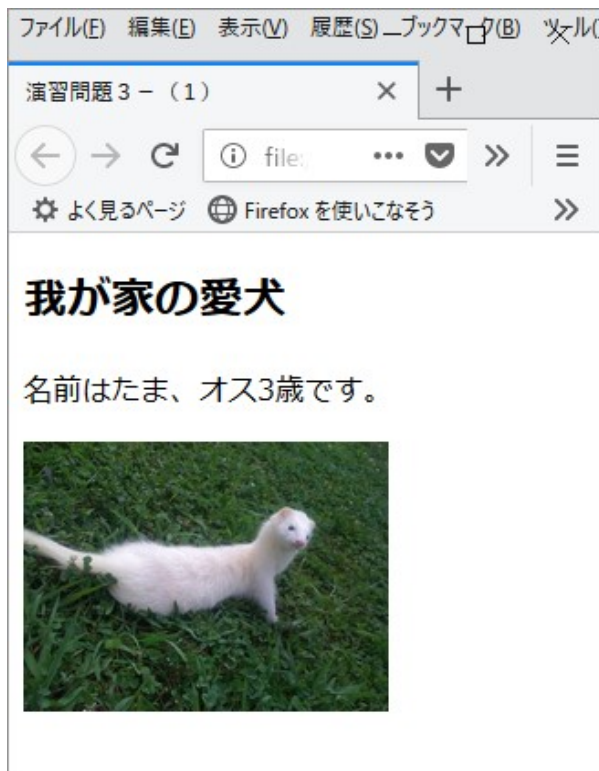 ファイル(F) 編集(E) 表示(V) 履歴(S) ブックマーク(B) ツール(
演習問題３－（１）
file:
よく見るページ Firefox を使いこなそう
我が家の愛犬
名前はたま、オス3歳です。